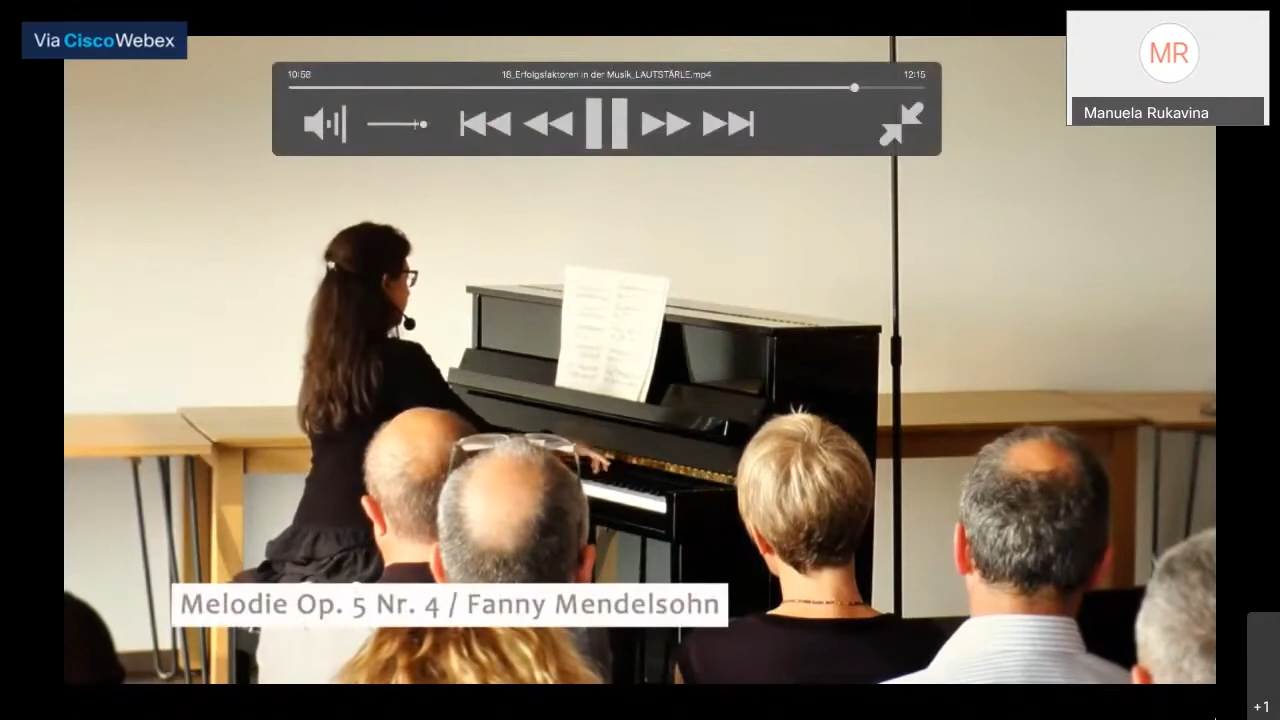 Via CiscoWebex
MR
Manuela Rukavina
10:58
18_Erfolgsfaktoren in der Musik_LAUTSTÄRLE.mp4
12:15
Melodie Op. 5 Nr. 4 / Fanny Mendelsohn
+1